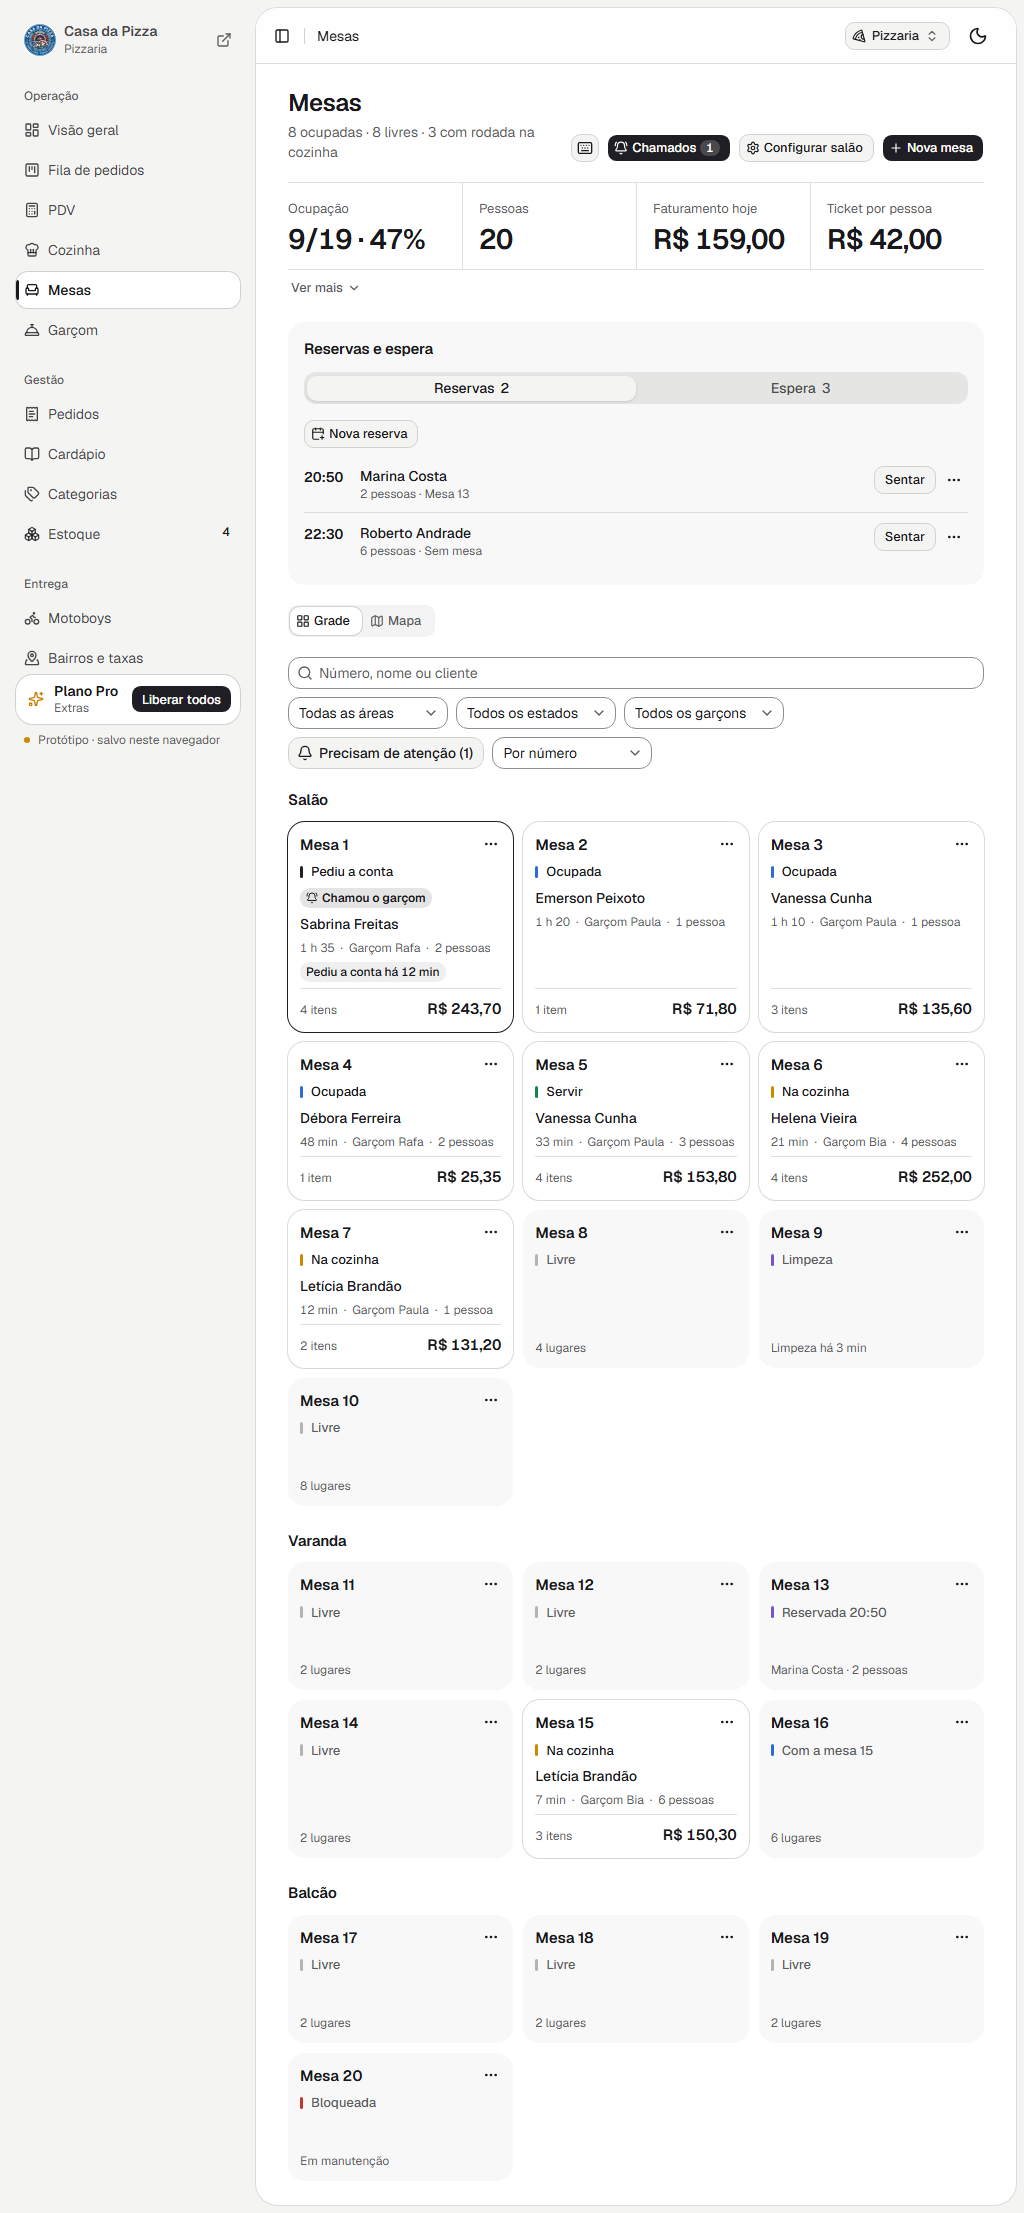 Casa da Pizza
Pizzaria
Operação
Visão geral
Fila de pedidos
PDV
Cozinha
Mesas
Garçom
Gestão
Pedidos
Cardápio
Categorias
Estoque 4
Entrega
Motoboys
Bairros e taxas
Plano Pro
Extras
Liberar todos
Protótipo · salvo neste navegador
Mesas
Pizzaria
Mesas
8 ocupadas · 8 livres · 3 com rodada na
cozinha
Chamados 1
Configurar salão
Nova mesa
Ocupação
9/19 · 47%
Pessoas
20
Faturamento hoje
R$ 159,00
Ticket por pessoa
R$ 42,00
Ver mais
Reservas e espera
Reservas 2
Espera 3
Nova reserva
20:50
Marina Costa
2 pessoas · Mesa 13
Sentar
22:30
Roberto Andrade
6 pessoas · Sem mesa
Sentar
Grade
Mapa
Número, nome ou cliente
Todas as áreas
Todos os estados
Todos os garçons
Precisam de atenção (1)
Por número
Salão
Mesa 1
Pediu a conta
Chamou o garçom
Sabrina Freitas
1 h 35 · Garçom Rafa · 2 pessoas
Pediu a conta há 12 min
4 itens R$ 243,70
Mesa 2
Ocupada
Emerson Peixoto
1 h 20 · Garçom Paula · 1 pessoa
1 item R$ 71,80
Mesa 3
Ocupada
Vanessa Cunha
1 h 10 · Garçom Paula · 1 pessoa
3 itens R$ 135,60
Mesa 4
Ocupada
Débora Ferreira
48 min · Garçom Rafa · 2 pessoas
1 item R$ 25,35
Mesa 5
Servir
Vanessa Cunha
33 min · Garçom Paula · 3 pessoas
4 itens R$ 153,80
Mesa 6
Na cozinha
Helena Vieira
21 min · Garçom Bia · 4 pessoas
4 itens R$ 252,00
Mesa 7
Na cozinha
Letícia Brandão
12 min · Garçom Paula · 1 pessoa
2 itens R$ 131,20
Mesa 8
Livre
4 lugares
Mesa 9
Limpeza
Limpeza há 3 min
Mesa 10
Livre
8 lugares
Varanda
Mesa 11
Livre
2 lugares
Mesa 12
Livre
2 lugares
Mesa 13
Reservada 20:50
Marina Costa · 2 pessoas
Mesa 14
Livre
2 lugares
Mesa 15
Na cozinha
Letícia Brandão
7 min · Garçom Bia · 6 pessoas
3 itens R$ 150,30
Mesa 16
Com a mesa 15
6 lugares
Balcão
Mesa 17
Livre
2 lugares
Mesa 18
Livre
2 lugares
Mesa 19
Livre
2 lugares
Mesa 20
Bloqueada
Em manutenção